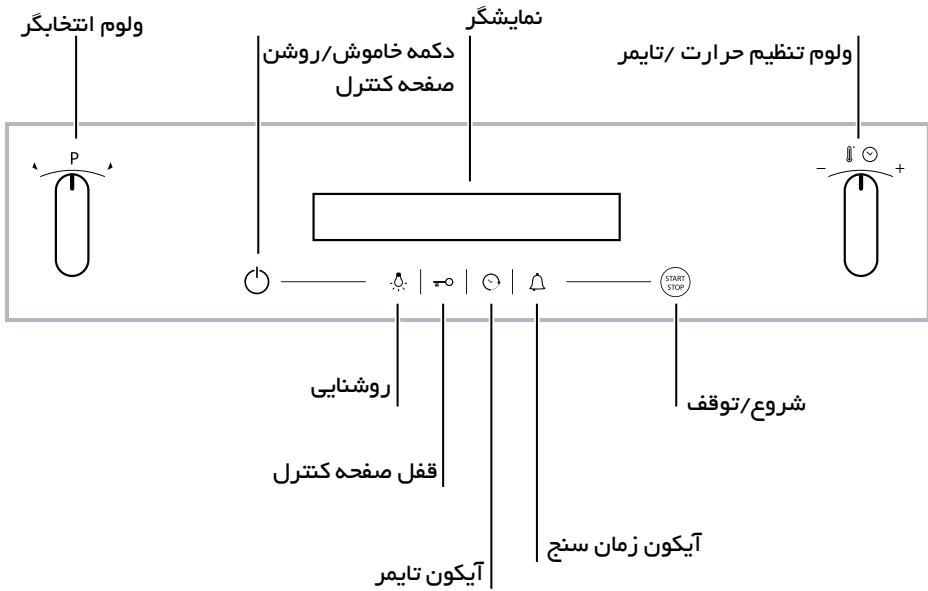 نمایشگر
ولوم انتخابگر
دکمه خاموش/روشن
صفحه کنترل
ولوم تنظیم حرارت /تایمر
P
− +
START
STOP
روشنایی
شروع/توقف
قفل صفحه کنترل
آیکون زمان سنج
آیکون تایمر